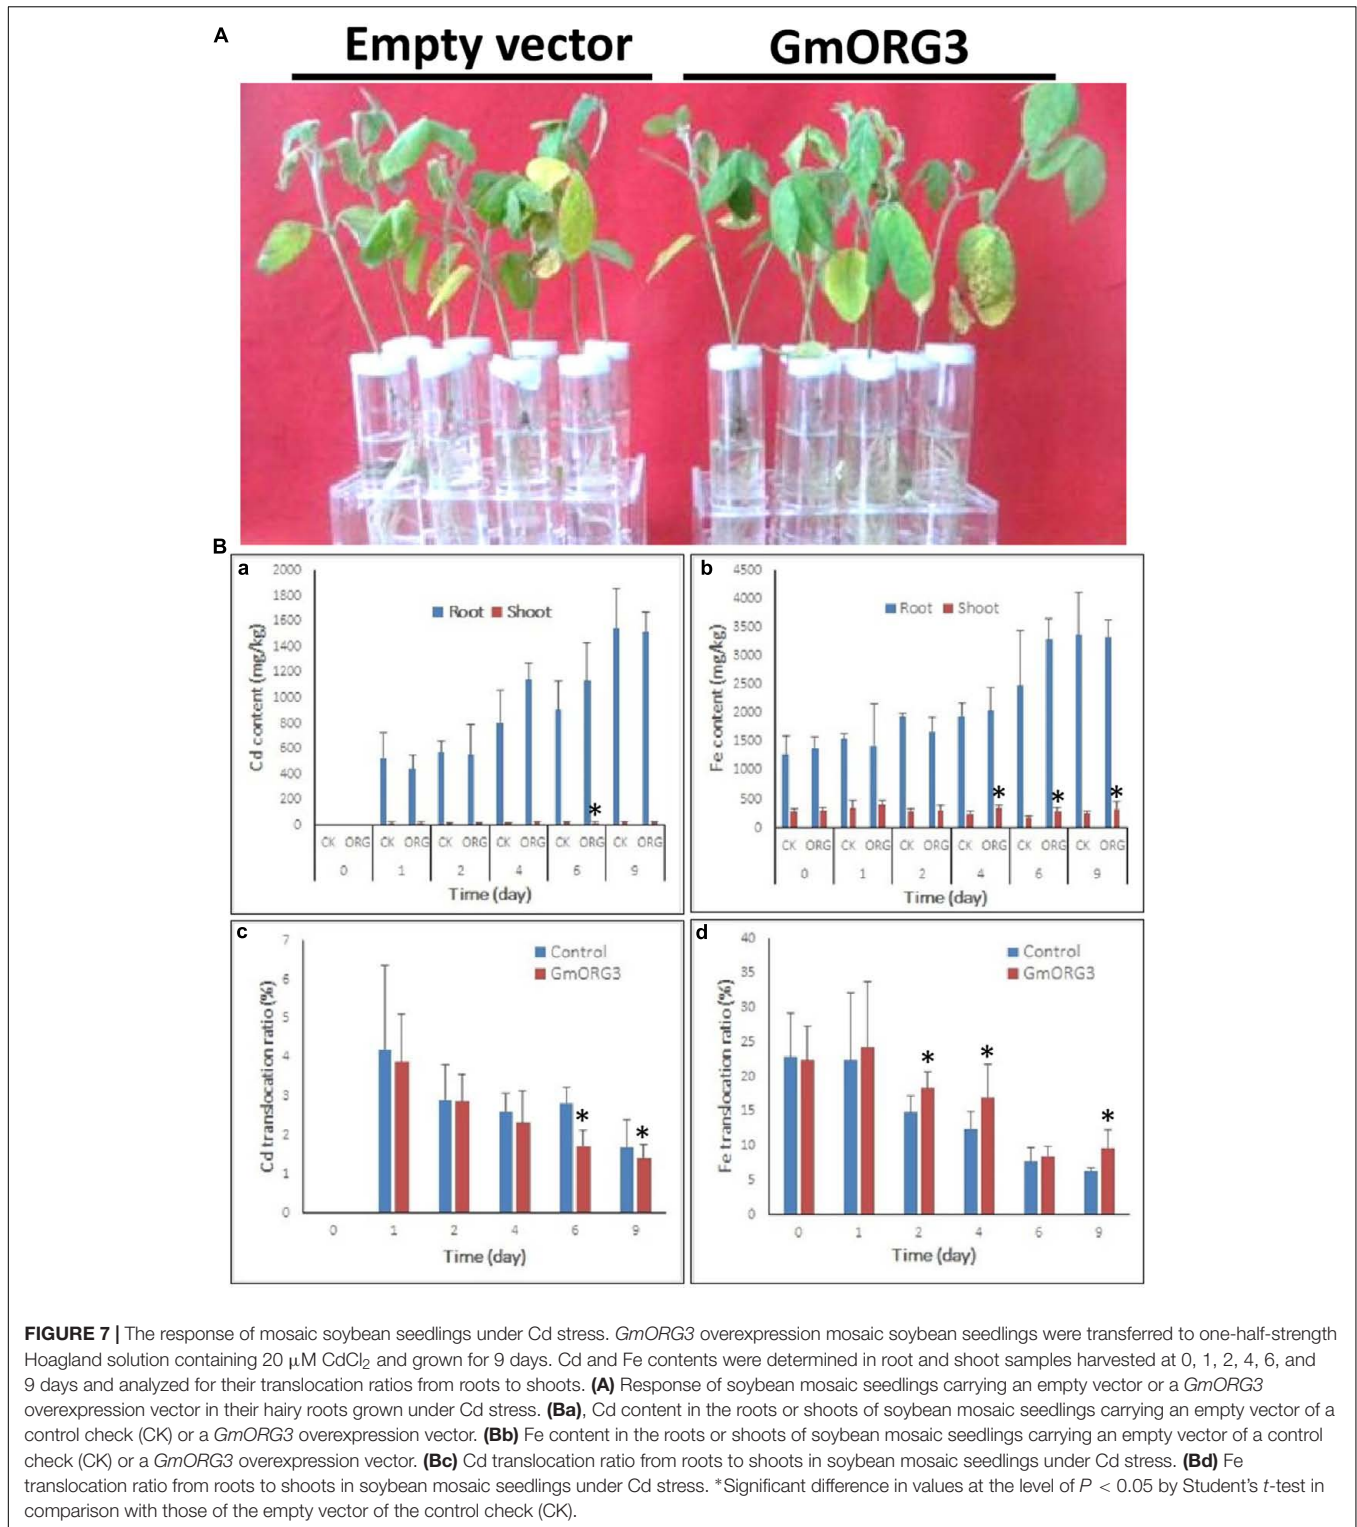 A
Empty vector
GmORG3
B
a
2000
1800
1600
1400
1200
1000
800
600
400
200
0
Cd content (mg/kg)
Root Shoot
*
CK ORG CK ORG CK ORG CK ORG CK ORG CK ORG
0 1 2 4 6 9
Time (day)
b
4500
4000
3500
3000
2500
2000
1500
1000
500
0
Fe content (mg/kg)
Root Shoot
* * *
CK ORG CK ORG CK ORG CK ORG CK ORG CK ORG
0 1 2 4 6 9
Time (day)
c
7
6
5
4
3
2
1
0
Cd translocation ratio (%)
Control
GmORG3
* *
0 1 2 4 6 9
Time (day)
d
40
35
30
25
20
15
10
5
0
Fe translocation ratio (%)
Control
GmORG3
* * *
0 1 2 4 6 9
Time (day)
FIGURE 7 | The response of mosaic soybean seedlings under Cd stress. GmORG3 overexpression mosaic soybean seedlings were transferred to one-half-strength
Hoagland solution containing 20 μM CdCl₂ and grown for 9 days. Cd and Fe contents were determined in root and shoot samples harvested at 0, 1, 2, 4, 6, and
9 days and analyzed for their translocation ratios from roots to shoots. (A) Response of soybean mosaic seedlings carrying an empty vector or a GmORG3
overexpression vector in their hairy roots grown under Cd stress. (Ba), Cd content in the roots or shoots of soybean mosaic seedlings carrying an empty vector of a
control check (CK) or a GmORG3 overexpression vector. (Bb) Fe content in the roots or shoots of soybean mosaic seedlings carrying an empty vector of a control
check (CK) or a GmORG3 overexpression vector. (Bc) Cd translocation ratio from roots to shoots in soybean mosaic seedlings under Cd stress. (Bd) Fe
translocation ratio from roots to shoots in soybean mosaic seedlings under Cd stress. *Significant difference in values at the level of P < 0.05 by Student's t-test in
comparison with those of the empty vector of the control check (CK).